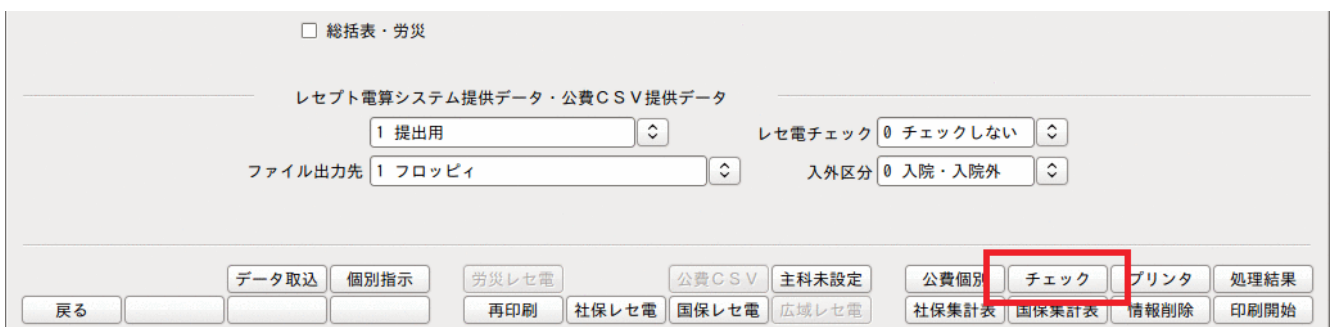 総括表・労災
レセプト電算システム提供データ・公費ＣＳＶ提供データ
1 提出用 レセ電チェック 0 チェックしない
ファイル出力先 1 フロッピィ 入外区分 0 入院・入院外
データ取込 個別指示 労災レセ電 公費ＣＳＶ 主科未設定 公費個別 チェック プリンタ 処理結果
戻る 再印刷 社保レセ電 国保レセ電 広域レセ電 社保集計表 国保集計表 情報削除 印刷開始